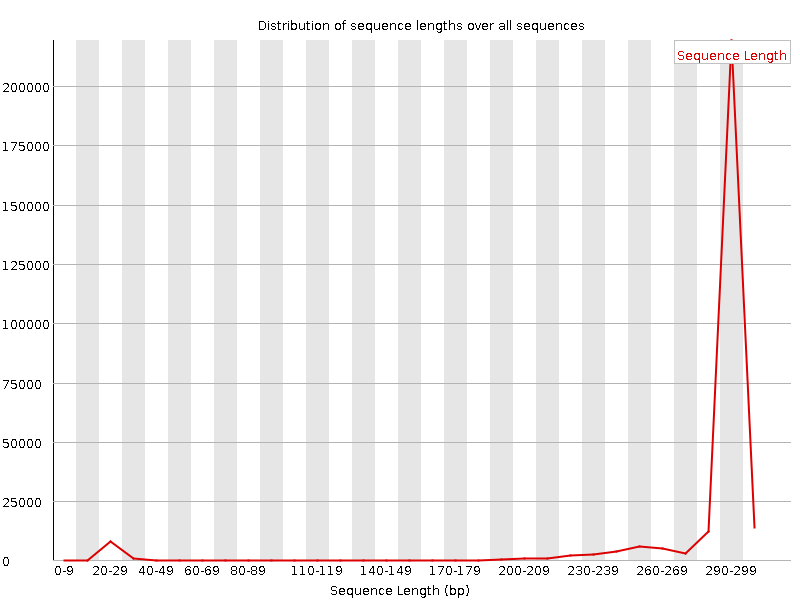 Distribution of sequence lengths over all sequences
Sequence Length
200000
175000
150000
125000
100000
75000
50000
25000
0
0-9 20-29 40-49 60-69 80-89 110-119 140-149 170-179 200-209 230-239 260-269 290-299
Sequence Length (bp)